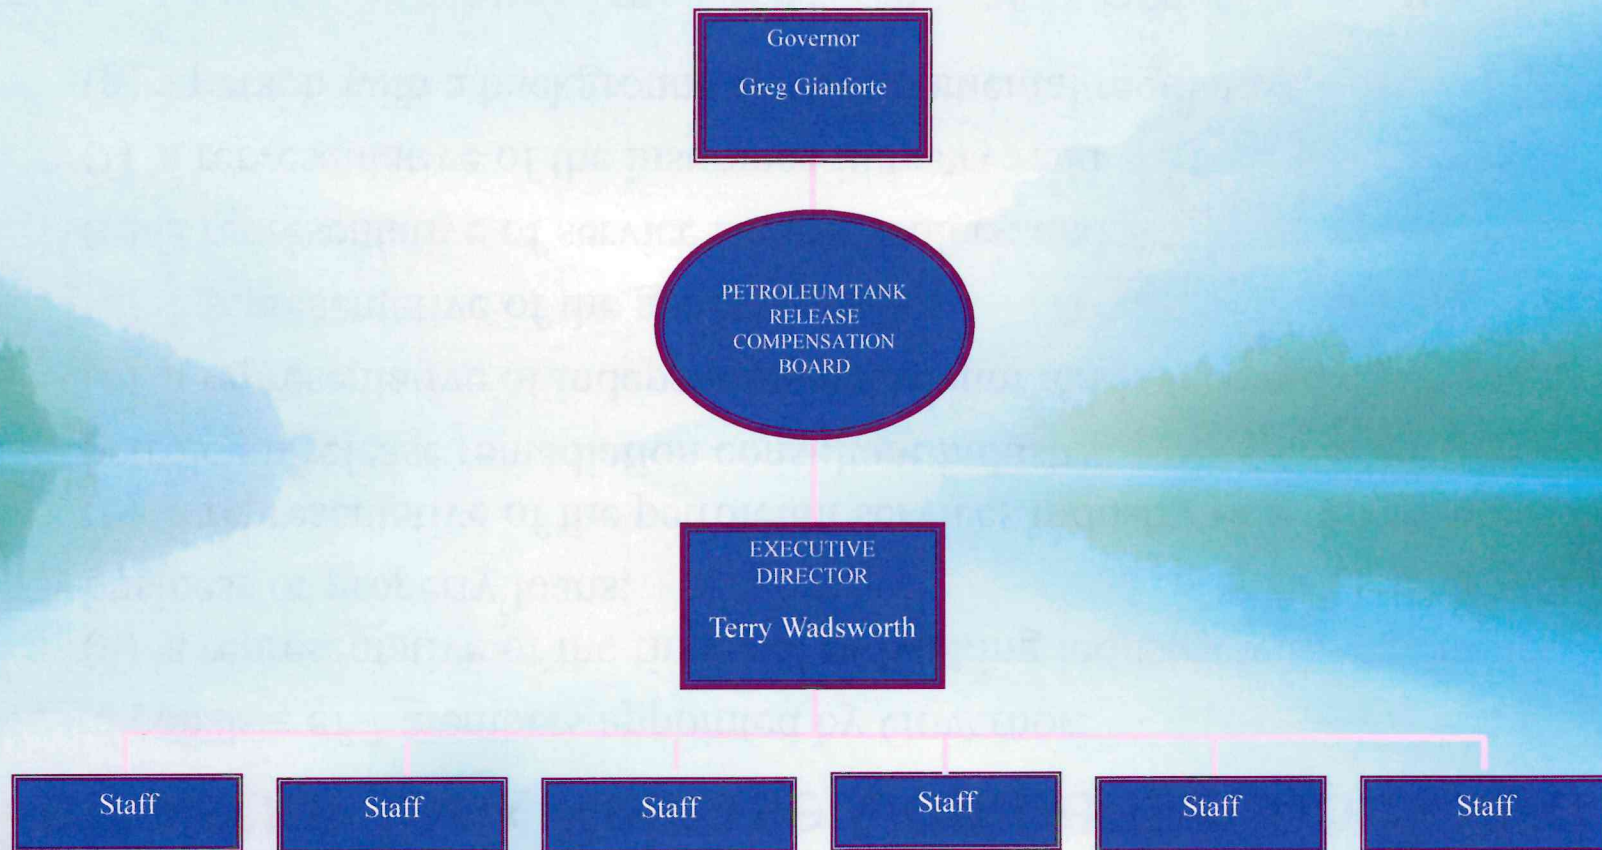 Governor
Greg Gianforte
PETROLEUM TANK
RELEASE
COMPENSATION
BOARD
EXECUTIVE
DIRECTOR
Terry Wadsworth
Staff
Staff
Staff
Staff
Staff
Staff